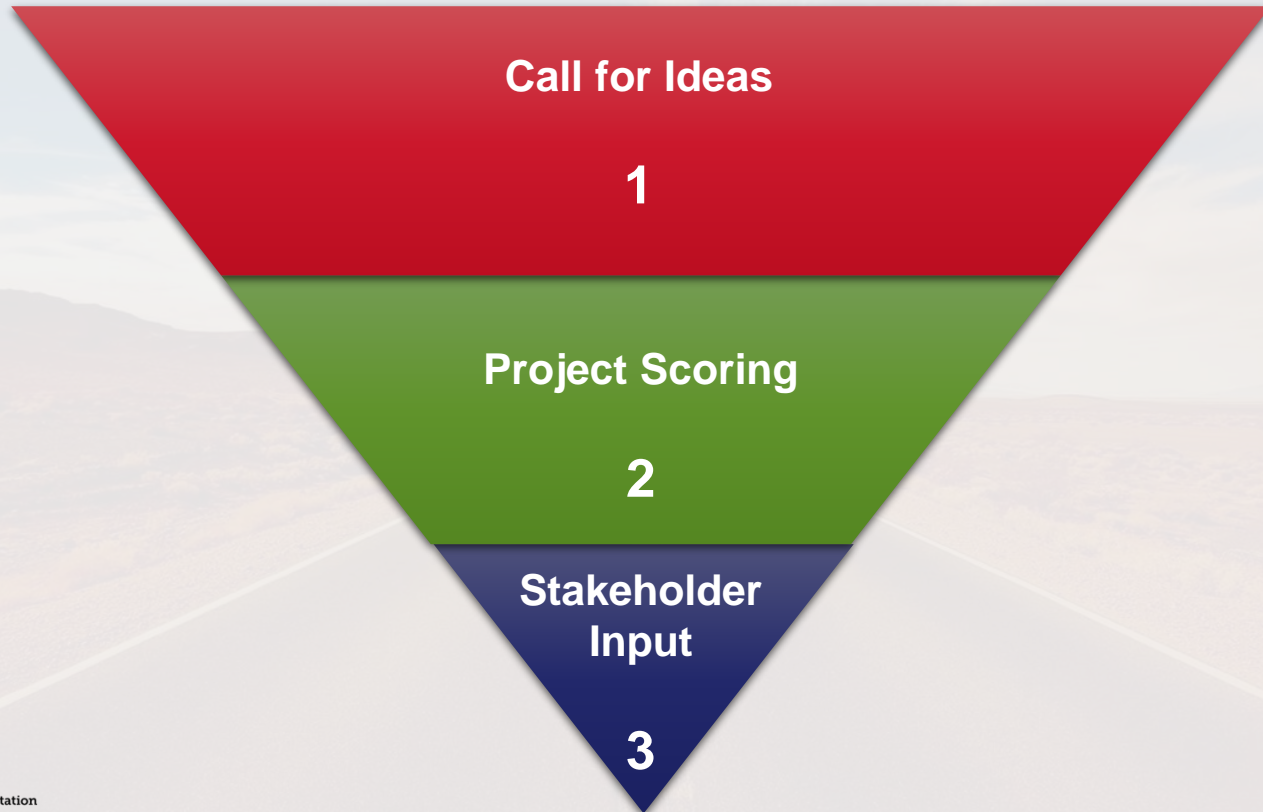 Call for Ideas
1
Project Scoring
2
Stakeholder
Input
3
tation